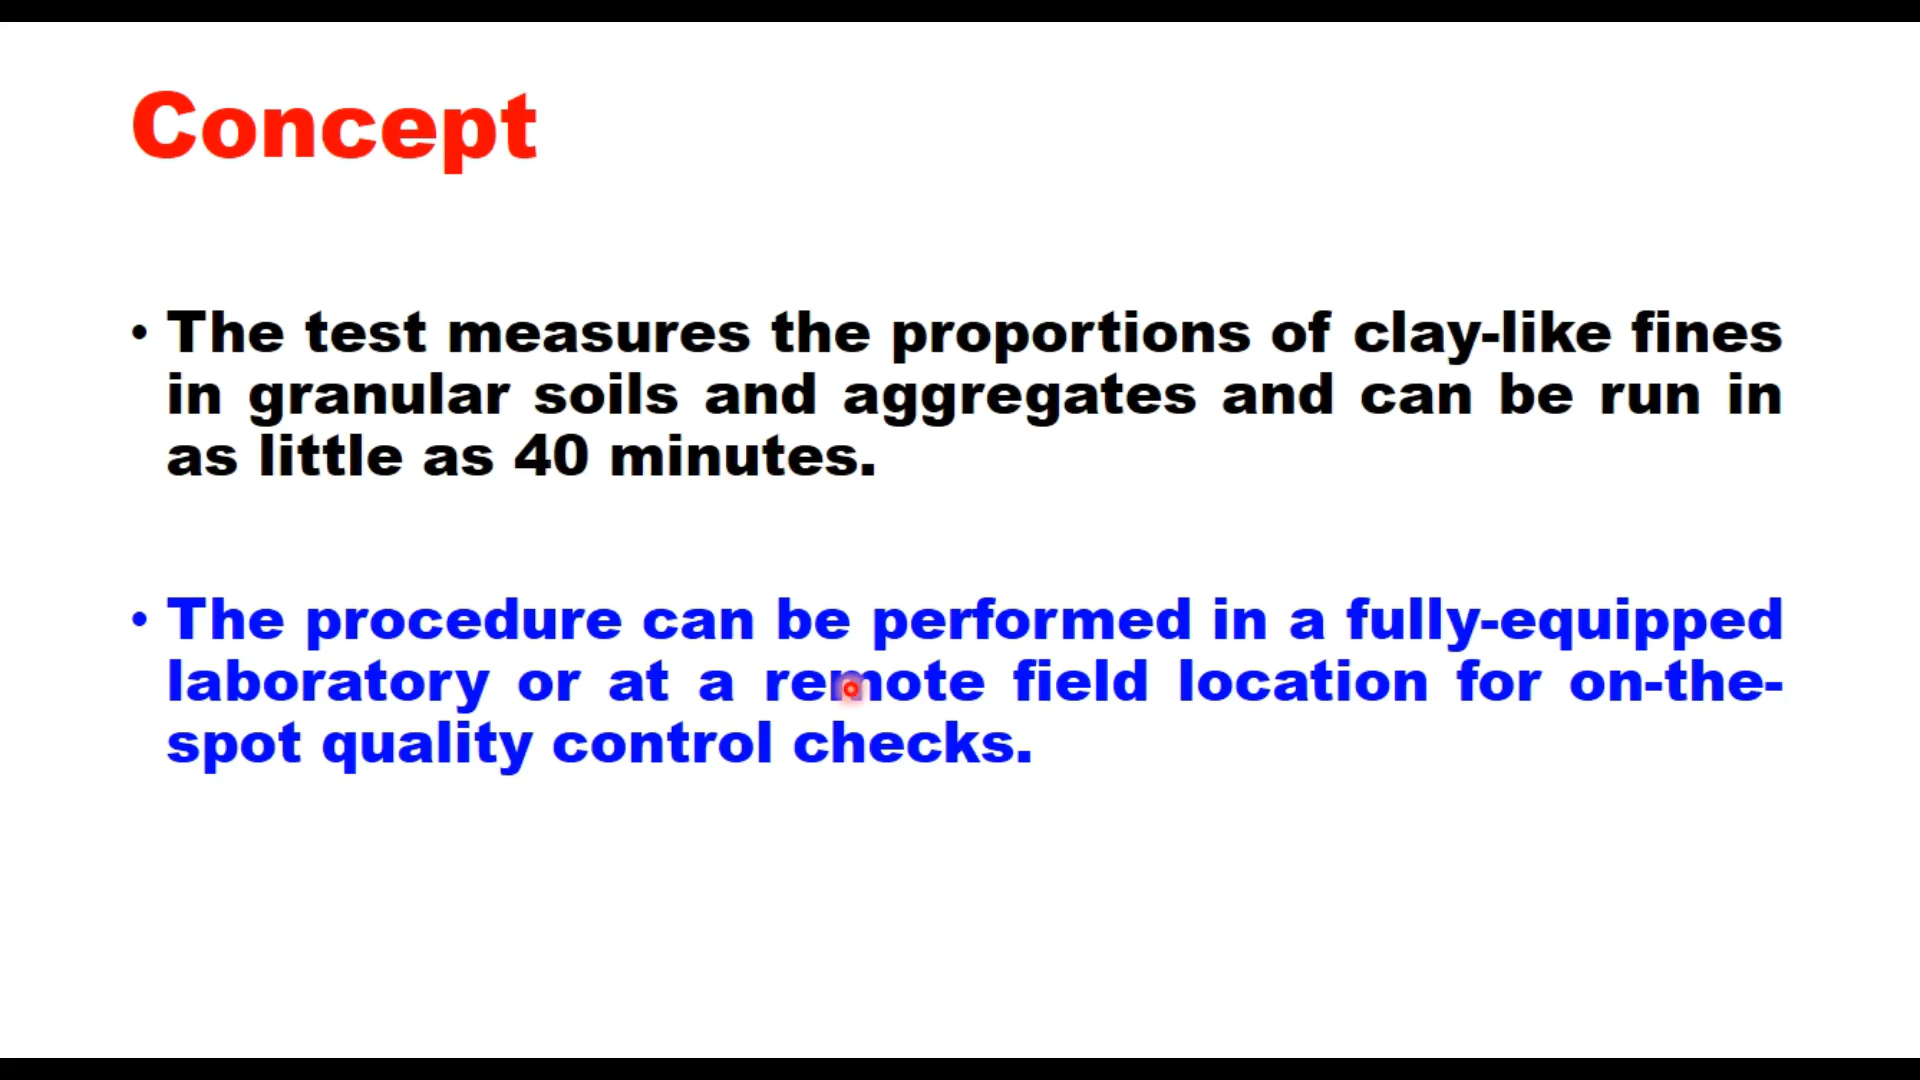 Concept
• The test measures the proportions of clay-like fines
in granular soils and aggregates and can be run in
as little as 40 minutes.
• The procedure can be performed in a fully-equipped
laboratory or at a remote field location for on-the-
spot quality control checks.